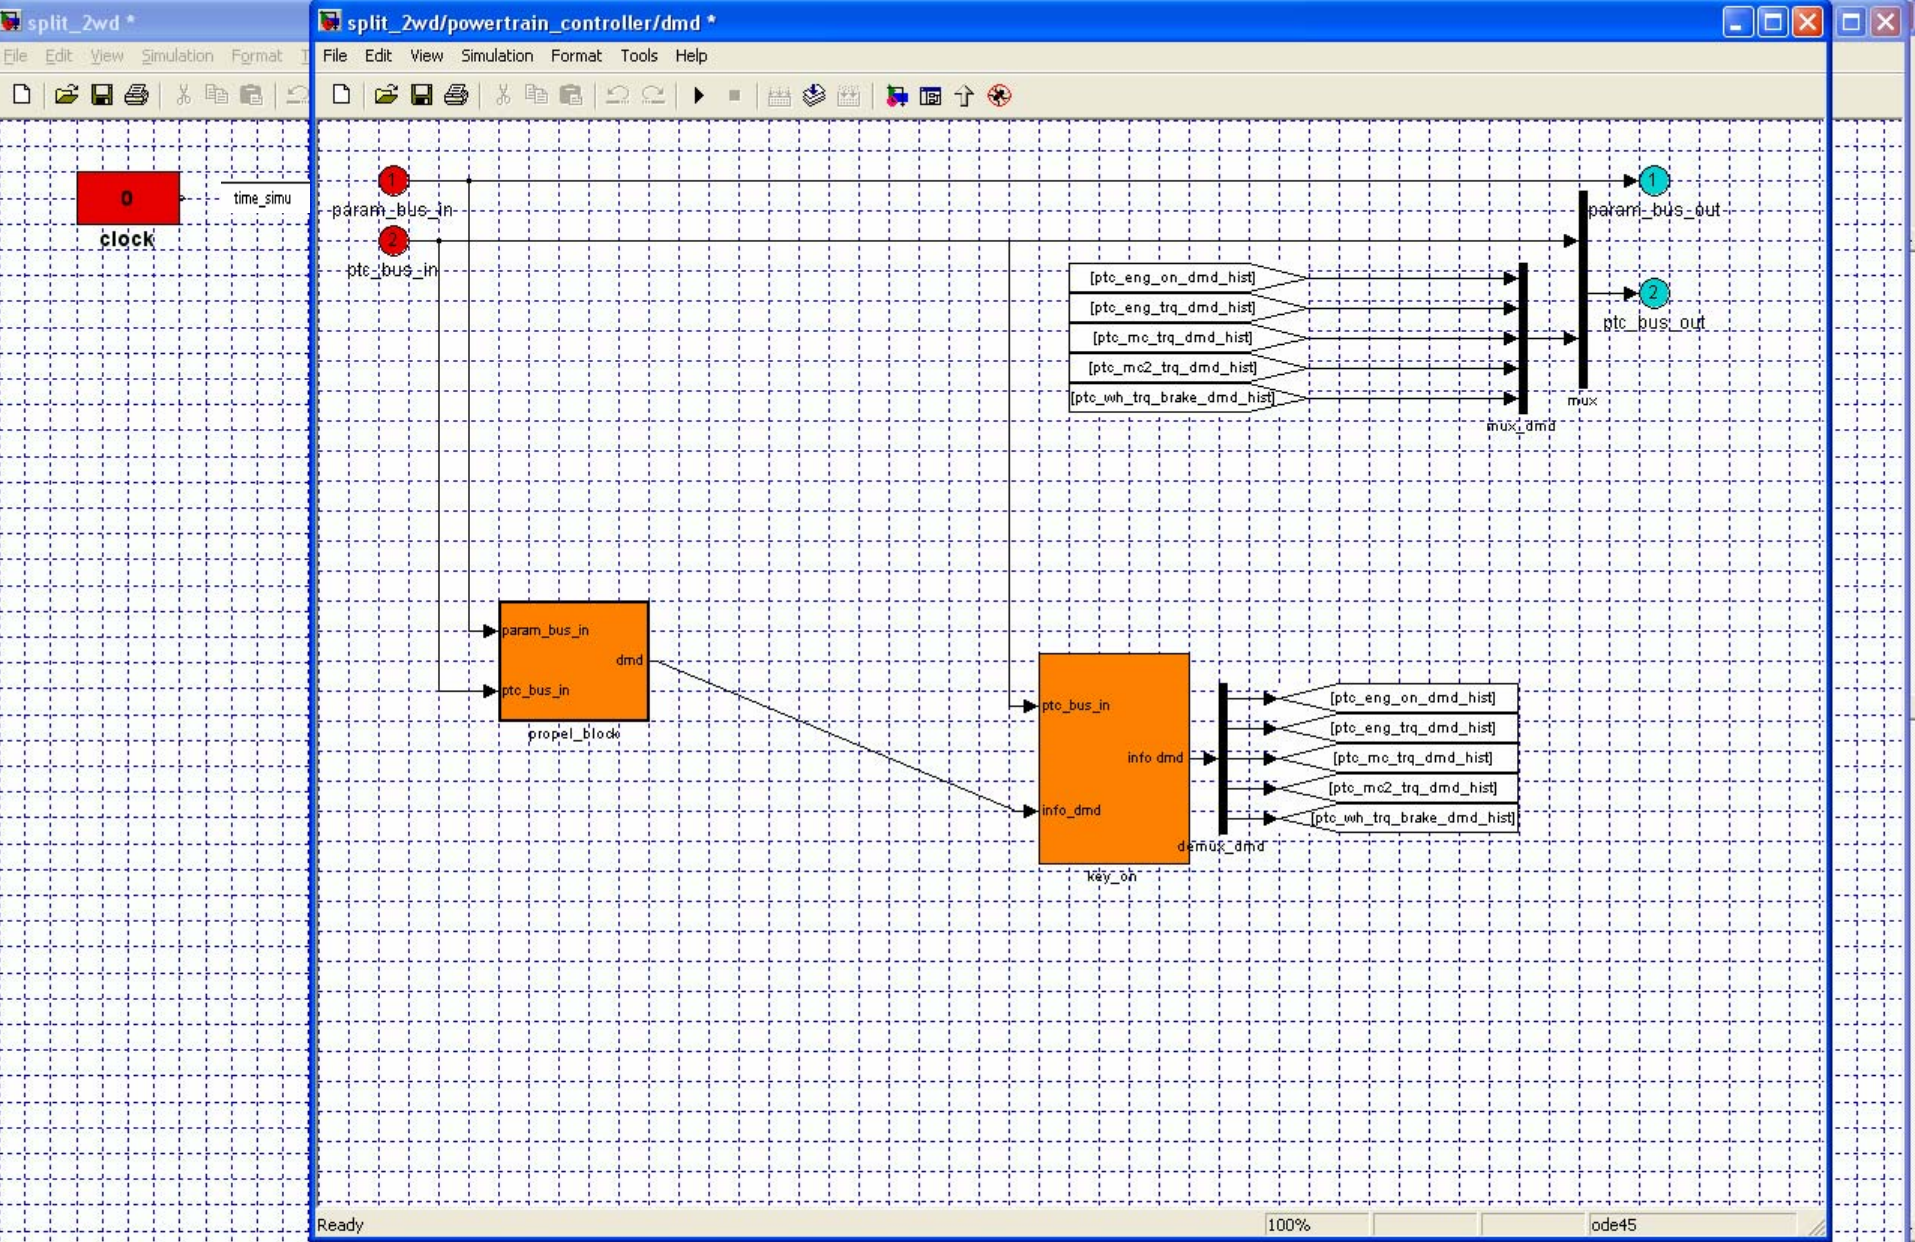 split_2wd *
File Edit View Simulation Format T
0
clock
time_simu
split_2wd/powertrain_controller/dmd *
File Edit View Simulation Format Tools Help
1
param_bus_in
2
ptc_bus_in
1
param_bus_out
2
ptc_bus_out
[ptc_eng_on_dmd_hist]
[ptc_eng_trq_dmd_hist]
[ptc_mc_trq_dmd_hist]
[ptc_mc2_trq_dmd_hist]
[ptc_wh_trq_brake_dmd_hist]
mux
mux_dmd
param_bus_in
dmd
ptc_bus_in
propel_block
ptc_bus_in
info dmd
info_dmd
key_on
demux_dmd
[ptc_eng_on_dmd_hist]
[ptc_eng_trq_dmd_hist]
[ptc_mc_trq_dmd_hist]
[ptc_mc2_trq_dmd_hist]
[ptc_wh_trq_brake_dmd_hist]
Ready
100%
ode45